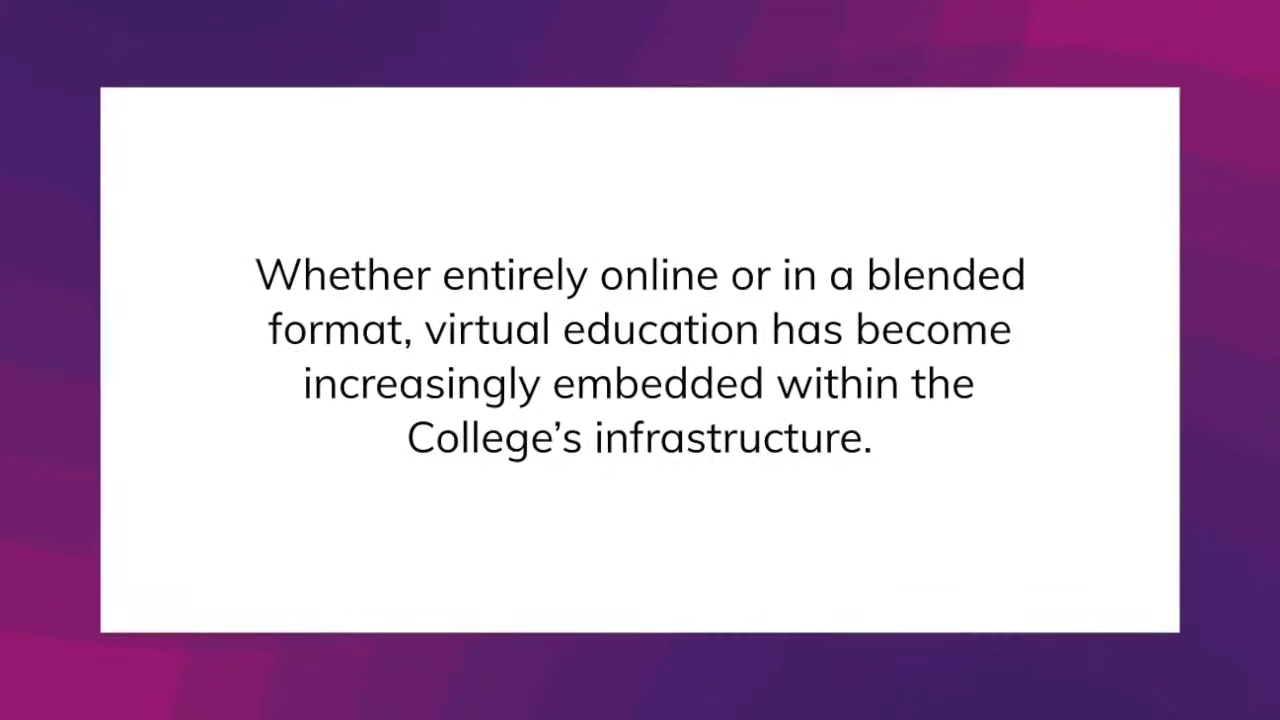 Whether entirely online or in a blended
format, virtual education has become
increasingly embedded within the
College’s infrastructure.